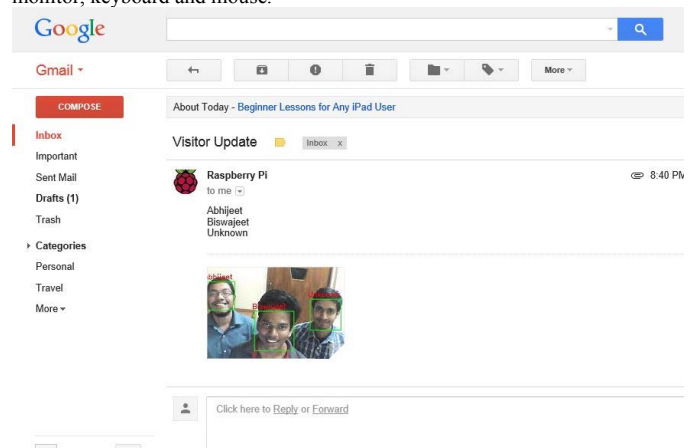 monitor, keyboard and mouse.
Google
Gmail
More
COMPOSE
About Today - Beginner Lessons for Any iPad User
Inbox
Important
Sent Mail
Drafts (1)
Trash
Categories
Personal
Travel
More
Visitor Update
Inbox x
Raspberry Pi
8:40 PM
to me
Abhijeet
Biswajeet
Unknown
Abhijeet
Biswajeet
Unknown
Click here to Reply or Forward